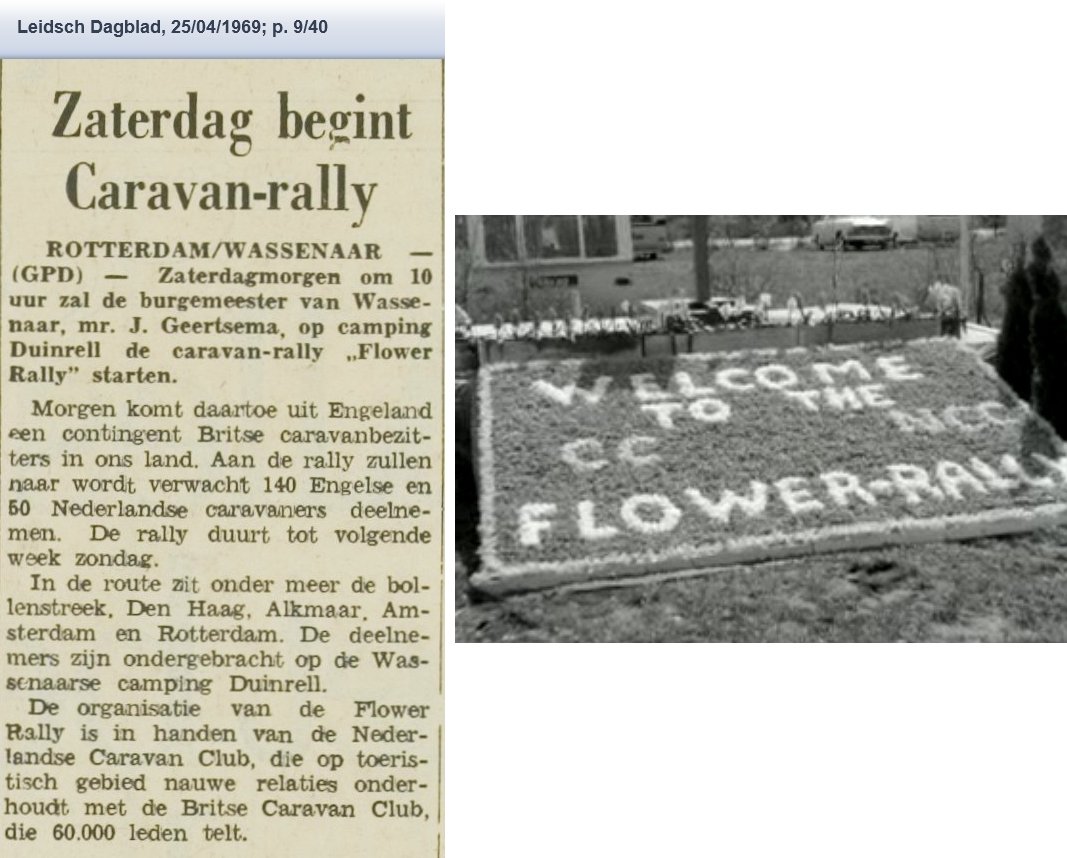 Leidsch Dagblad, 25/04/1969; p. 9/40
Zaterdag begint
Caravan-rally
ROTTERDAM/WASSENAAR —
(GPD) — Zaterdagmorgen om 10
uur zal de burgemeester van Wasse-
naar, mr. J. Geertsema, op camping
Duinrell de caravan-rally „Flower
Rally” starten.
Morgen komt daartoe uit Engeland
een contingent Britse caravanbezit-
ters in ons land. Aan de rally zullen
naar wordt verwacht 140 Engelse en
50 Nederlandse caravaners deelne-
men. De rally duurt tot volgende
week zondag.
In de route zit onder meer de bol-
lenstreek, Den Haag, Alkmaar, Am-
sterdam en Rotterdam. De deelne-
mers zijn ondergebracht op de Was-
senaarse camping Duinrell.
De organisatie van de Flower
Rally is in handen van de Neder-
landse Caravan Club, die op toeris-
tisch gebied nauwe relaties onder-
houdt met de Britse Caravan Club,
die 60.000 leden telt.
WELCOME
TO THE
CC NCC
FLOWER-RALLY